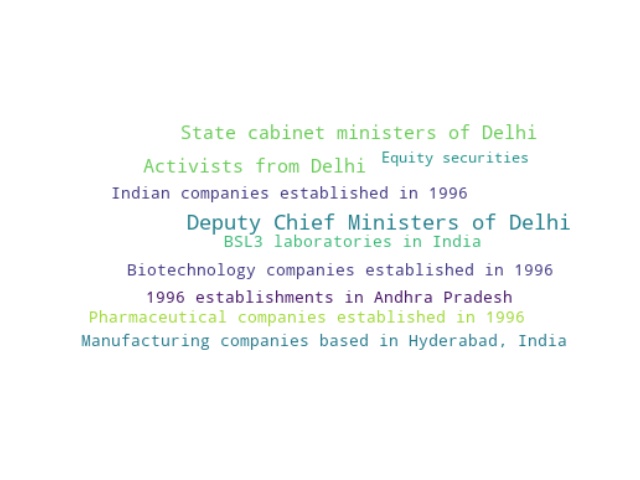 State cabinet ministers of Delhi
Equity securities
Activists from Delhi
Indian companies established in 1996
Deputy Chief Ministers of Delhi
BSL3 laboratories in India
Biotechnology companies established in 1996
1996 establishments in Andhra Pradesh
Pharmaceutical companies established in 1996
Manufacturing companies based in Hyderabad, India